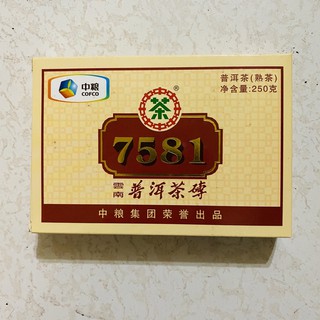 中粮
COFCO
普洱茶(熟茶)
净含量:250克
茶
®
7581
雲南
普洱茶磚
中粮集团荣誉出品